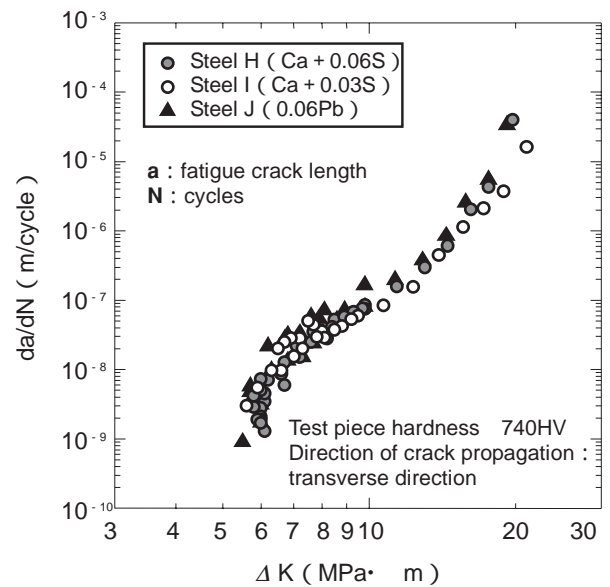 10⁻³
10⁻⁴
10⁻⁵
10⁻⁶
10⁻⁷
10⁻⁸
10⁻⁹
10⁻¹⁰
da/dN ( m/cycle )
Steel H ( Ca + 0.06S )
Steel I ( Ca + 0.03S )
Steel J ( 0.06Pb )
a : fatigue crack length
N : cycles
Test piece hardness 740HV
Direction of crack propagation :
transverse direction
3 4 5 6 7 8 9 10 20 30
Δ K ( MPa· m )